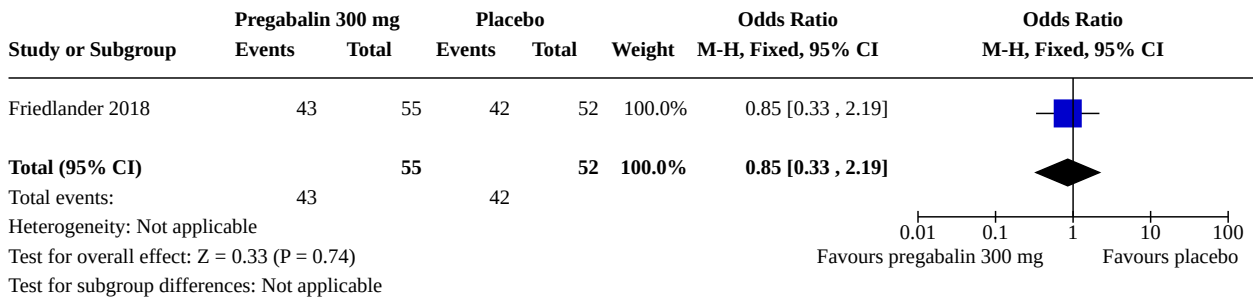 Pregabalin 300 mg Placebo Odds Ratio Odds Ratio
Study or Subgroup Events Total Events Total Weight M-H, Fixed, 95% CI M-H, Fixed, 95% CI
Friedlander 2018 43 55 42 52 100.0% 0.85 [0.33 , 2.19]
Total (95% CI) 55 52 100.0% 0.85 [0.33 , 2.19]
Total events: 43 42
Heterogeneity: Not applicable
0.01 0.1 1 10 100
Test for overall effect: Z = 0.33 (P = 0.74) Favours pregabalin 300 mg Favours placebo
Test for subgroup differences: Not applicable